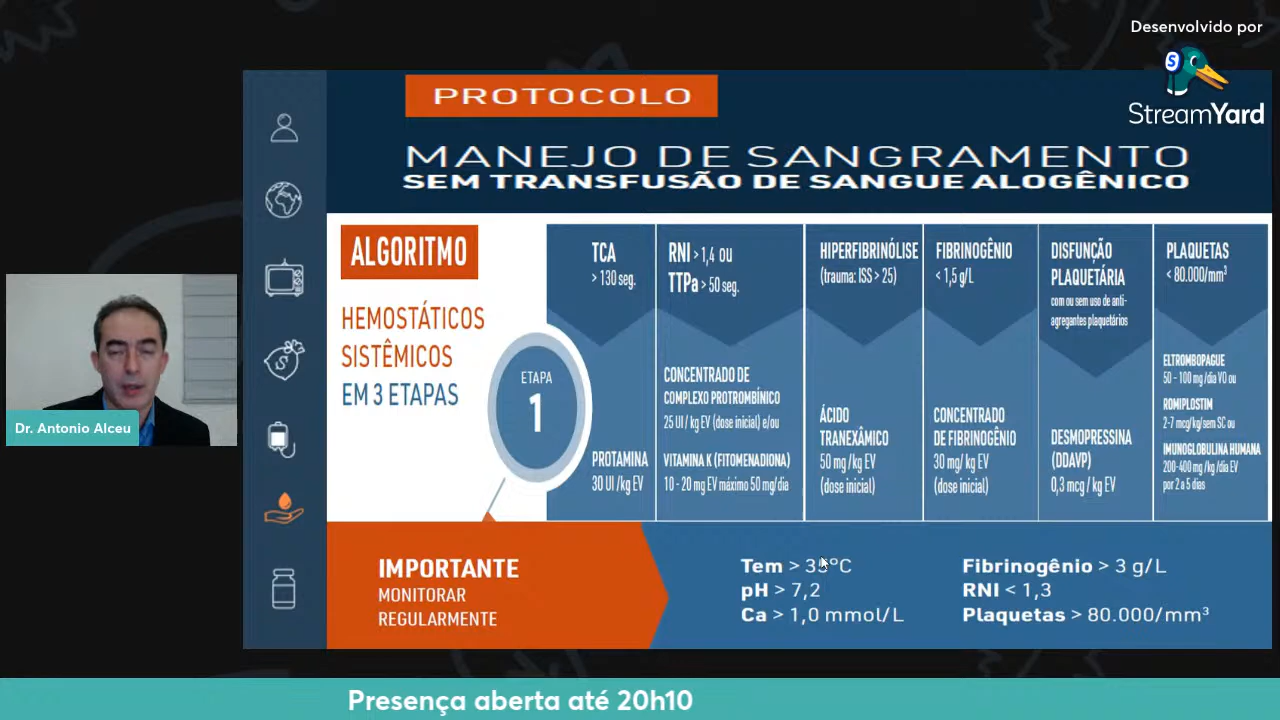 Desenvolvido por
StreamYard
PROTOCOLO
MANEJO DE SANGRAMENTO
SEM TRANSFUSÃO DE SANGUE ALOGÊNICO
ALGORITMO
HEMOSTÁTICOS
SISTÊMICOS
EM 3 ETAPAS
ETAPA
1
TCA
> 130 seg.
PROTAMINA
30 UI /kg EV
RNI > 1,4 ou
TTPa > 50 seg.
CONCENTRADO DE
COMPLEXO PROTROMBÍNICO
25 UI / kg EV (dose inicial) e/ou
VITAMINA K (FITOMENADIONA)
10 - 20 mg EV máximo 50 mg/dia
HIPERFIBRINÓLISE
(trauma: ISS > 25)
ÁCIDO
TRANEXÂMICO
50 mg /kg EV
(dose inicial)
FIBRINOGÊNIO
< 1,5 g/L
CONCENTRADO
DE FIBRINOGÊNIO
30 mg/ kg EV
(dose inicial)
DISFUNÇÃO
PLAQUETÁRIA
com ou sem uso de anti-
agregantes plaquetários
DESMOPRESSINA
(DDAVP)
0,3 mcg / kg EV
PLAQUETAS
< 80.000/mm³
ELTROMBOPAGUE
50 - 100 mg /dia VO ou
ROMIPLOSTIM
2-7 mcg/kg/sem SC ou
IMUNOGLOBULINA HUMANA
200-400 mg /kg /dia EV
por 2 a 5 dias
IMPORTANTE
MONITORAR
REGULARMENTE
Tem > 35ºC
pH > 7,2
Ca > 1,0 mmol/L
Fibrinogênio > 3 g/L
RNI < 1,3
Plaquetas > 80.000/mm³
Dr. Antonio Alceu
Presença aberta até 20h10